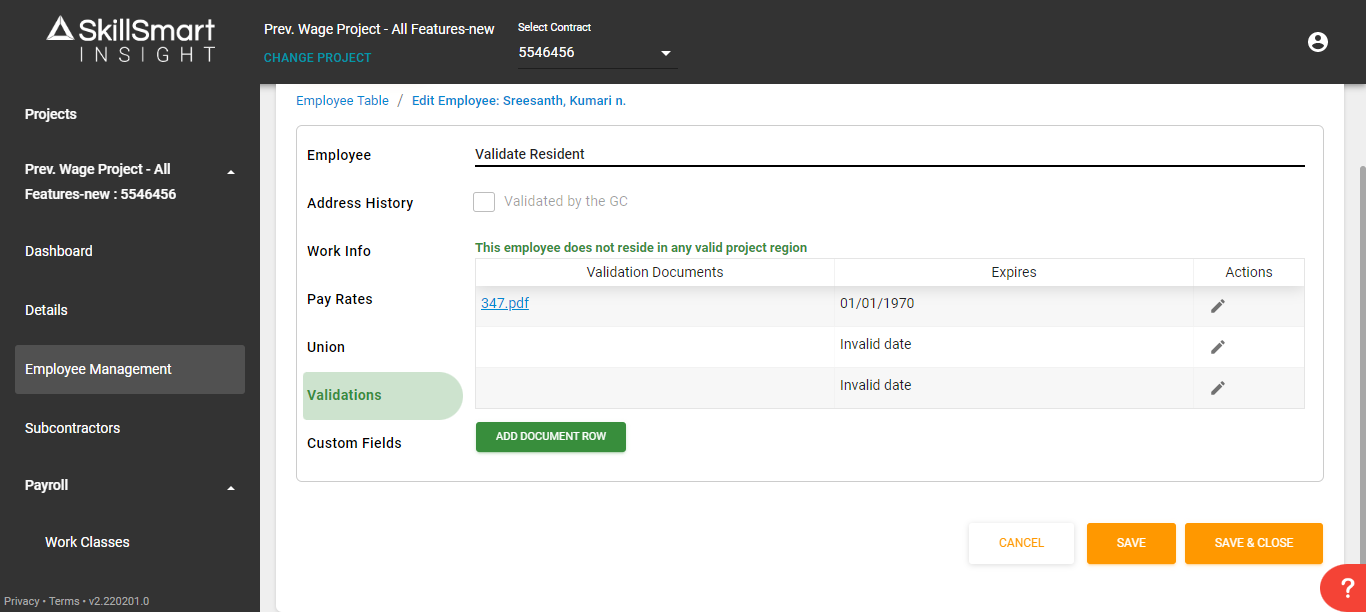 SkillSmart
INSIGHT
Prev. Wage Project - All Features-new
CHANGE PROJECT
Select Contract
5546456
Projects
Prev. Wage Project - All
Features-new : 5546456
Dashboard
Details
Employee Management
Subcontractors
Payroll
Work Classes
Privacy • Terms • v2.220201.0
Employee Table / Edit Employee: Sreesanth, Kumari n.
Employee
Address History
Work Info
Pay Rates
Union
Validations
Custom Fields
Validate Resident
Validated by the GC
This employee does not reside in any valid project region
Validation Documents Expires Actions
347.pdf 01/01/1970
Invalid date
Invalid date
ADD DOCUMENT ROW
CANCEL SAVE SAVE & CLOSE
?